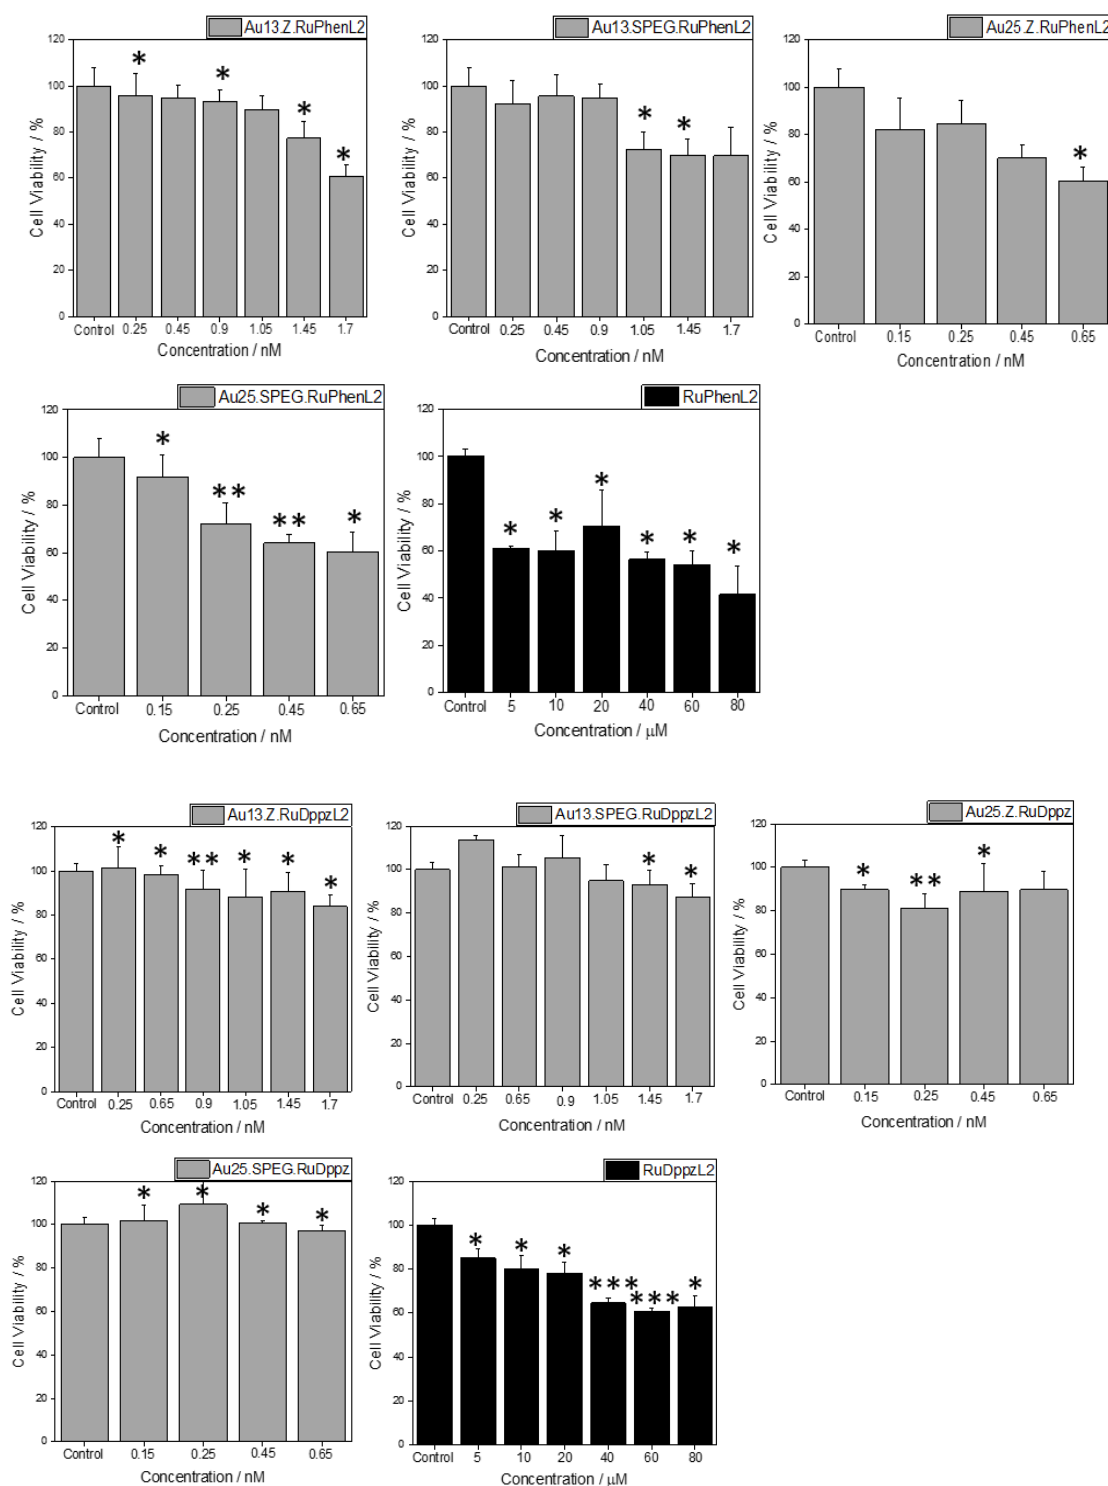 Au13.Z.RuPhenL2
120
100
80
60
40
20
0
Cell Viability / %
* * * *
Control 0.25 0.45 0.9 1.05 1.45 1.7
Concentration / nM
Au13.SPEG.RuPhenL2
120
100
80
60
40
20
0
Cell Viability / %
* *
Control 0.25 0.45 0.9 1.05 1.45 1.7
Concentration / nM
Au25.Z.RuPhenL2
120
100
80
60
40
20
0
Cell Viability / %
*
Control 0.15 0.25 0.45 0.65
Concentration / nM
Au25.SPEG.RuPhenL2
120
100
80
60
40
20
0
Cell Viability / %
* ** ** *
Control 0.15 0.25 0.45 0.65
Concentration / nM
RuPhenL2
120
100
80
60
40
20
0
Cell Viability / %
* * * * * *
Control 5 10 20 40 60 80
Concentration / μM
Au13.Z.RuDppzL2
120
100
80
60
40
20
0
Cell Viability / %
* * ** * * *
Control 0.25 0.65 0.9 1.05 1.45 1.7
Concentration / nM
Au13.SPEG.RuDppzL2
120
100
80
60
40
20
0
Cell Viability / %
* *
Control 0.25 0.65 0.9 1.05 1.45 1.7
Concentration / nM
Au25.Z.RuDppz
120
100
80
60
40
20
0
Cell Viability / %
* ** *
Control 0.15 0.25 0.45 0.65
Concentration / nM
Au25.SPEG.RuDppz
120
100
80
60
40
20
0
Cell Viability / %
* * * *
Control 0.15 0.25 0.45 0.65
Concentration / nM
RuDppzL2
120
100
80
60
40
20
0
Cell Viability / %
* * * *** *** *
Control 5 10 20 40 60 80
Concentration / μM